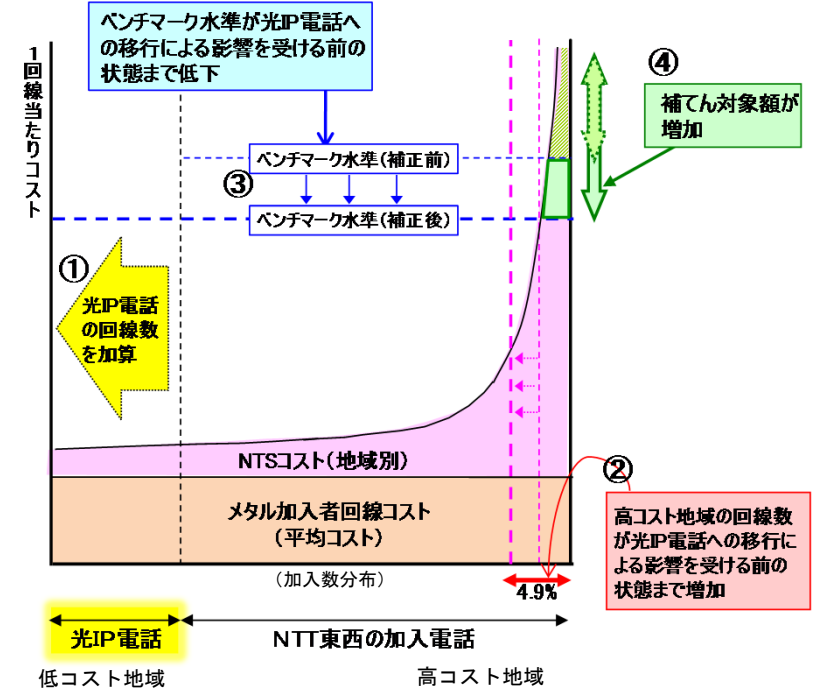 ベンチマーク水準が光IP電話へ
の移行による影響を受ける前の
状態まで低下
1回線当たりコスト
④
補てん対象額が
増加
ベンチマーク水準(補正前)
③
ベンチマーク水準(補正後)
①
光IP電話
の回線数
を加算
NTSコスト(地域別)
②
メタル加入者回線コスト
(平均コスト)
高コスト地域の回線数
が光IP電話への移行に
よる影響を受ける前の
状態まで増加
(加入数分布)
4.9%
光IP電話
NTT東西の加入電話
低コスト地域
高コスト地域